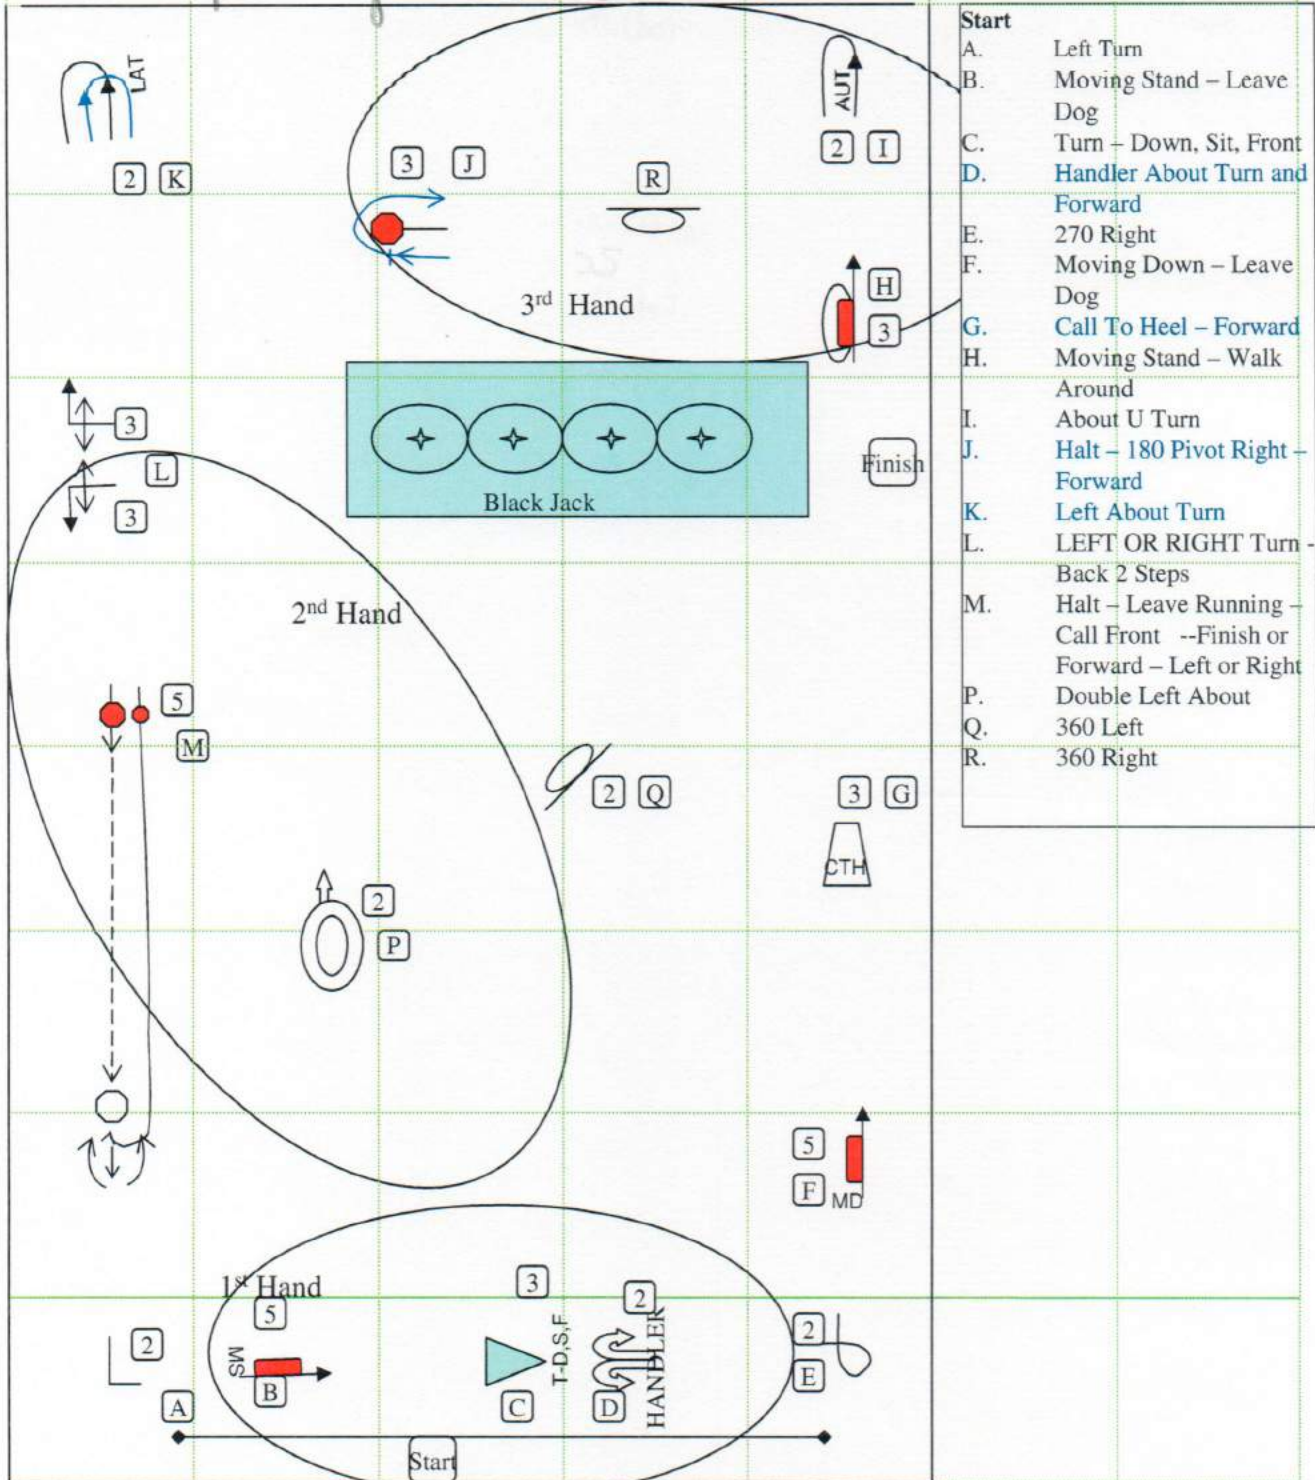 LAT
2 K
3 J
R
AUT
2 I
3rd Hand
H
3
3
L
3
Black Jack
Finish
2nd Hand
5
M
2 Q
3 G
CTH
2
P
5
F MD
1st Hand
5
3
2
2
2
MS
B
T-D,S,F
HANDLER
E
A
C
D
Start
Start
A. Left Turn
B. Moving Stand – Leave
Dog
C. Turn – Down, Sit, Front
D. Handler About Turn and
Forward
E. 270 Right
F. Moving Down – Leave
Dog
G. Call To Heel – Forward
H. Moving Stand – Walk
Around
I. About U Turn
J. Halt – 180 Pivot Right –
Forward
K. Left About Turn
L. LEFT OR RIGHT Turn -
Back 2 Steps
M. Halt – Leave Running –
Call Front --Finish or
Forward – Left or Right
P. Double Left About
Q. 360 Left
R. 360 Right